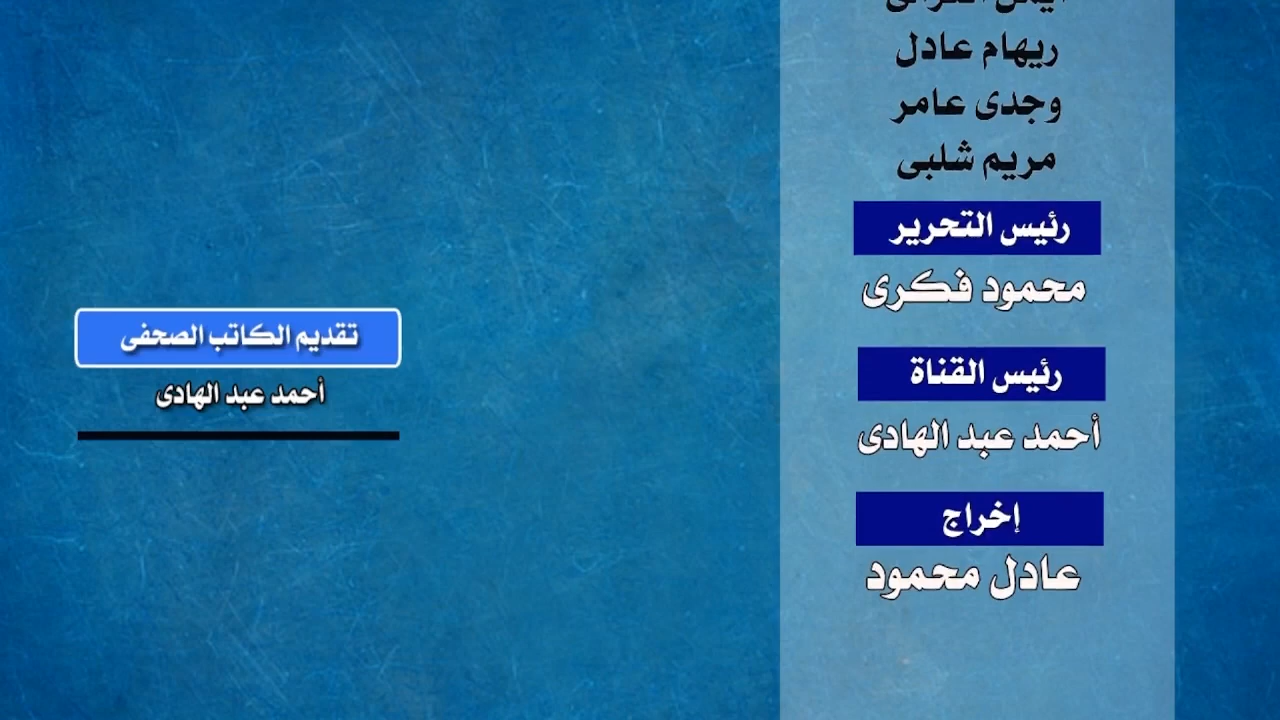 ريهام عادل
وجدى عامر
مريم شلبى
رئيس التحرير
محمود فكرى
رئيس القناة
أحمد عبد الهادى
إخراج
عادل محمود
تقديم الكاتب الصحفى
أحمد عبد الهادى